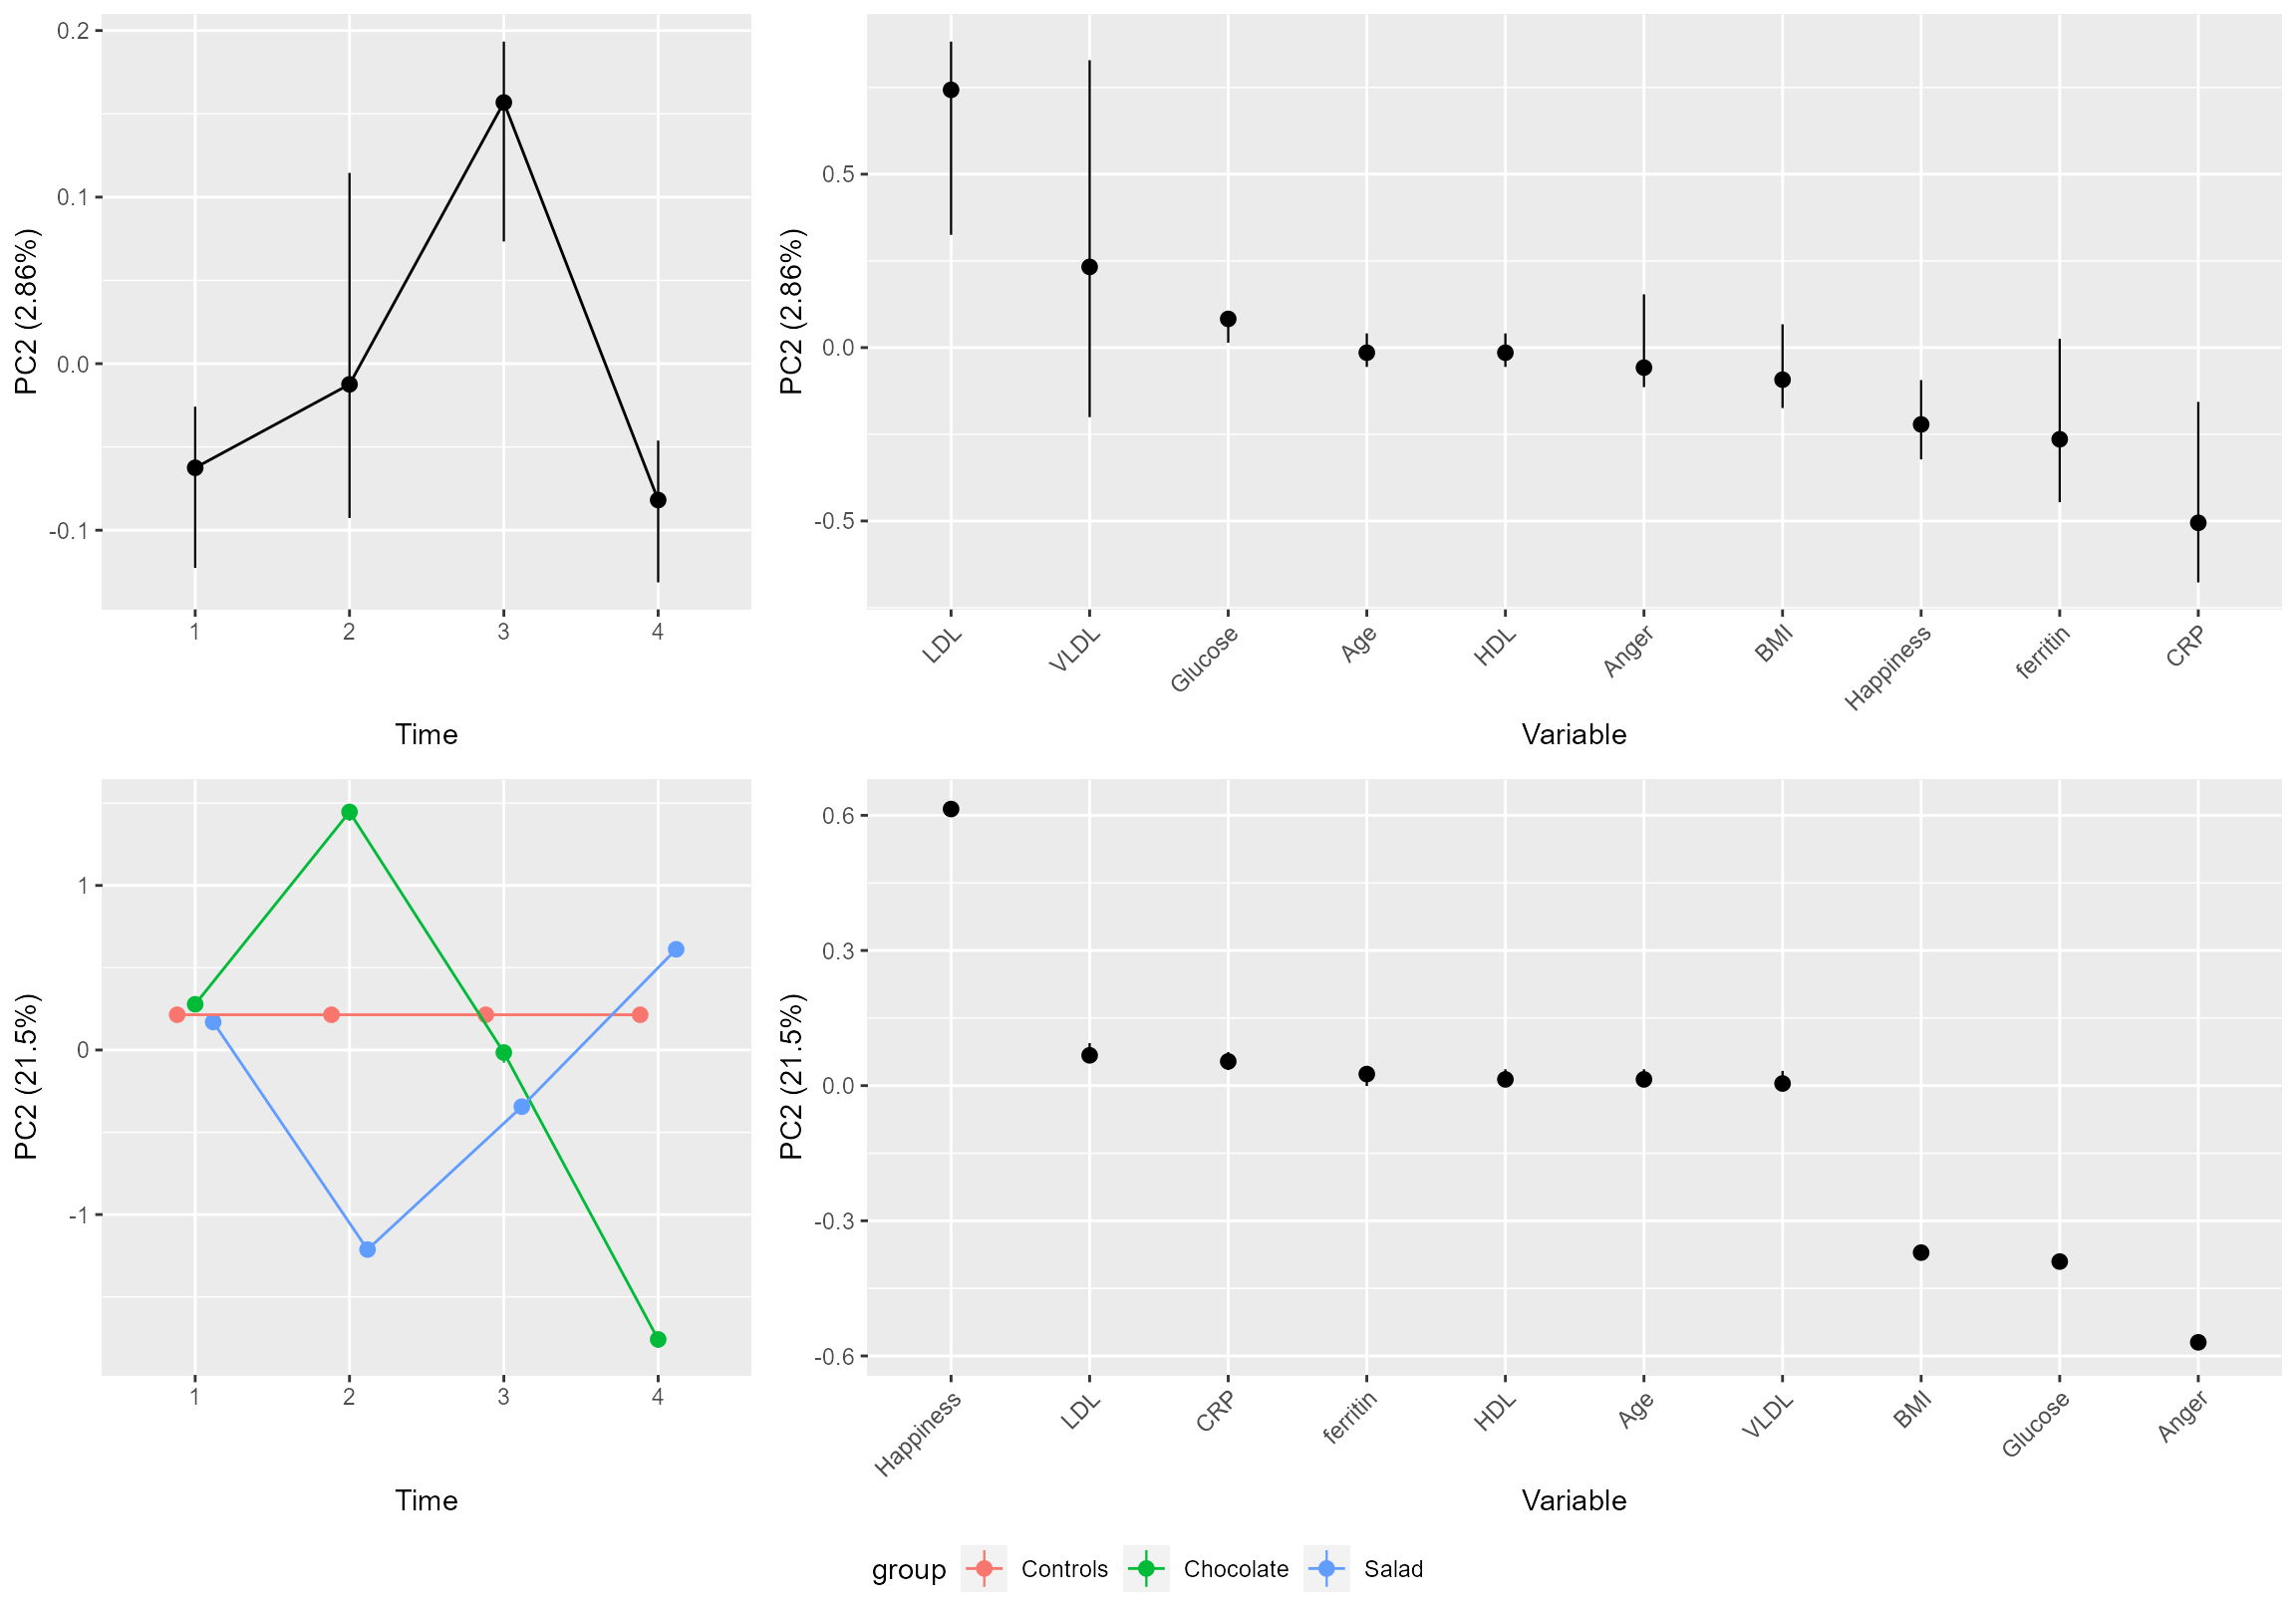 PC2 (2.86%)
0.2
0.1
0.0
-0.1
1 2 3 4
Time
PC2 (2.86%)
0.5
0.0
-0.5
LDL VLDL Glucose Age HDL Anger BMI Happiness ferritin CRP
Variable
PC2 (21.5%)
1
0
-1
1 2 3 4
Time
PC2 (21.5%)
0.6
0.3
0.0
-0.3
-0.6
Happiness LDL CRP ferritin HDL Age VLDL BMI Glucose Anger
Variable
group Controls Chocolate Salad